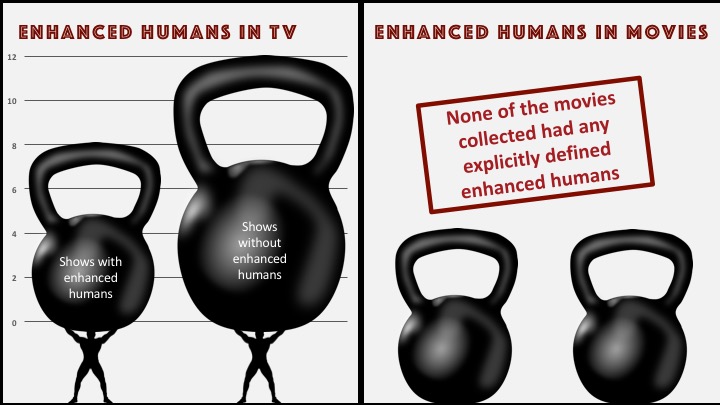 ENHANCED HUMANS IN TV
12
10
8
6
4
2
0
Shows with
enhanced
humans
Shows
without
enhanced
humans
ENHANCED HUMANS IN MOVIES
None of the movies
collected had any
explicitly defined
enhanced humans